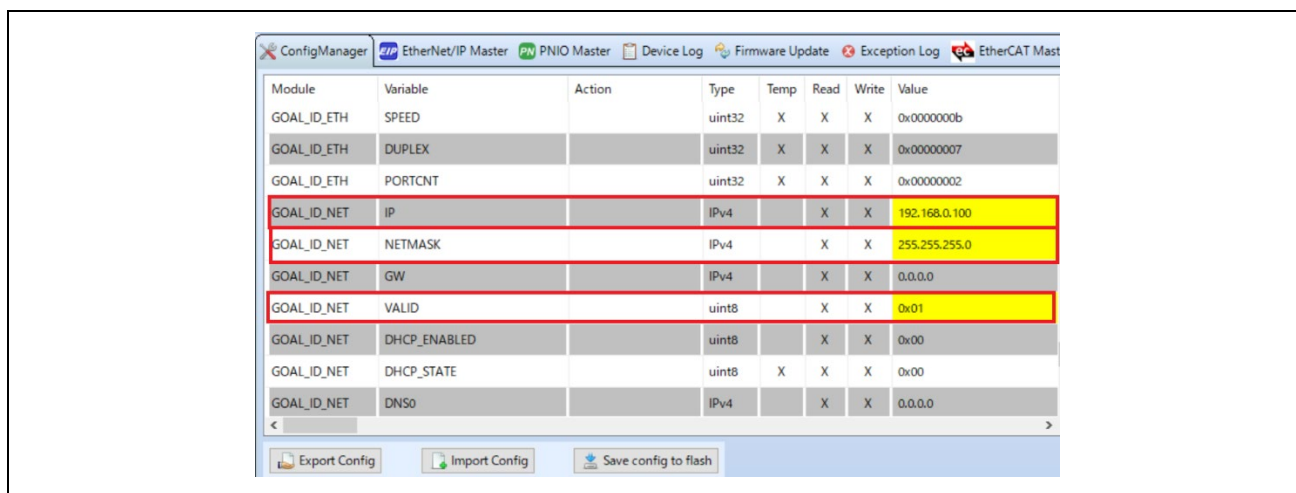 ConfigManager EIP EtherNet/IP Master PN PNIO Master Device Log Firmware Update Exception Log EtherCAT Mast
Module Variable Action Type Temp Read Write Value
GOAL_ID_ETH SPEED uint32 X X X 0x0000000b
GOAL_ID_ETH DUPLEX uint32 X X X 0x00000007
GOAL_ID_ETH PORTCNT uint32 X X X 0x00000002
GOAL_ID_NET IP IPv4 X X 192.168.0.100
GOAL_ID_NET NETMASK IPv4 X X 255.255.255.0
GOAL_ID_NET GW IPv4 X X 0.0.0.0
GOAL_ID_NET VALID uint8 X X 0x01
GOAL_ID_NET DHCP_ENABLED uint8 X X 0x00
GOAL_ID_NET DHCP_STATE uint8 X X X 0x00
GOAL_ID_NET DNS0 IPv4 X X 0.0.0.0
Export Config Import Config Save config to flash